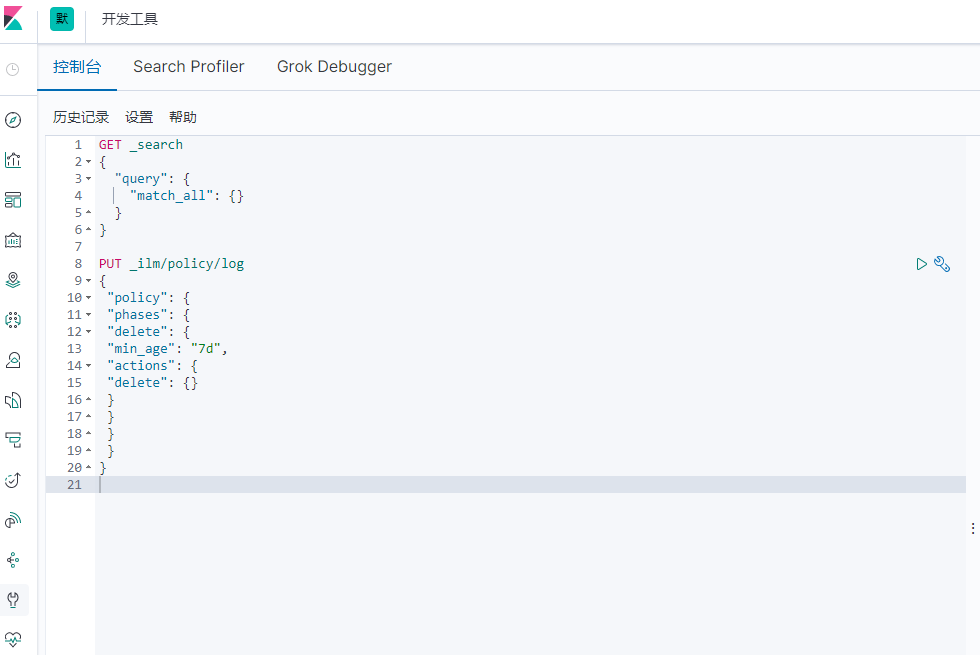 默 开发工具
控制台 Search Profiler Grok Debugger
历史记录 设置 帮助
1 GET _search
2 {
3 "query": {
4 "match_all": {}
5 }
6 }
7
8 PUT _ilm/policy/log
9 {
10 "policy": {
11 "phases": {
12 "delete": {
13 "min_age": "7d",
14 "actions": {
15 "delete": {}
16 }
17 }
18 }
19 }
20 }
21